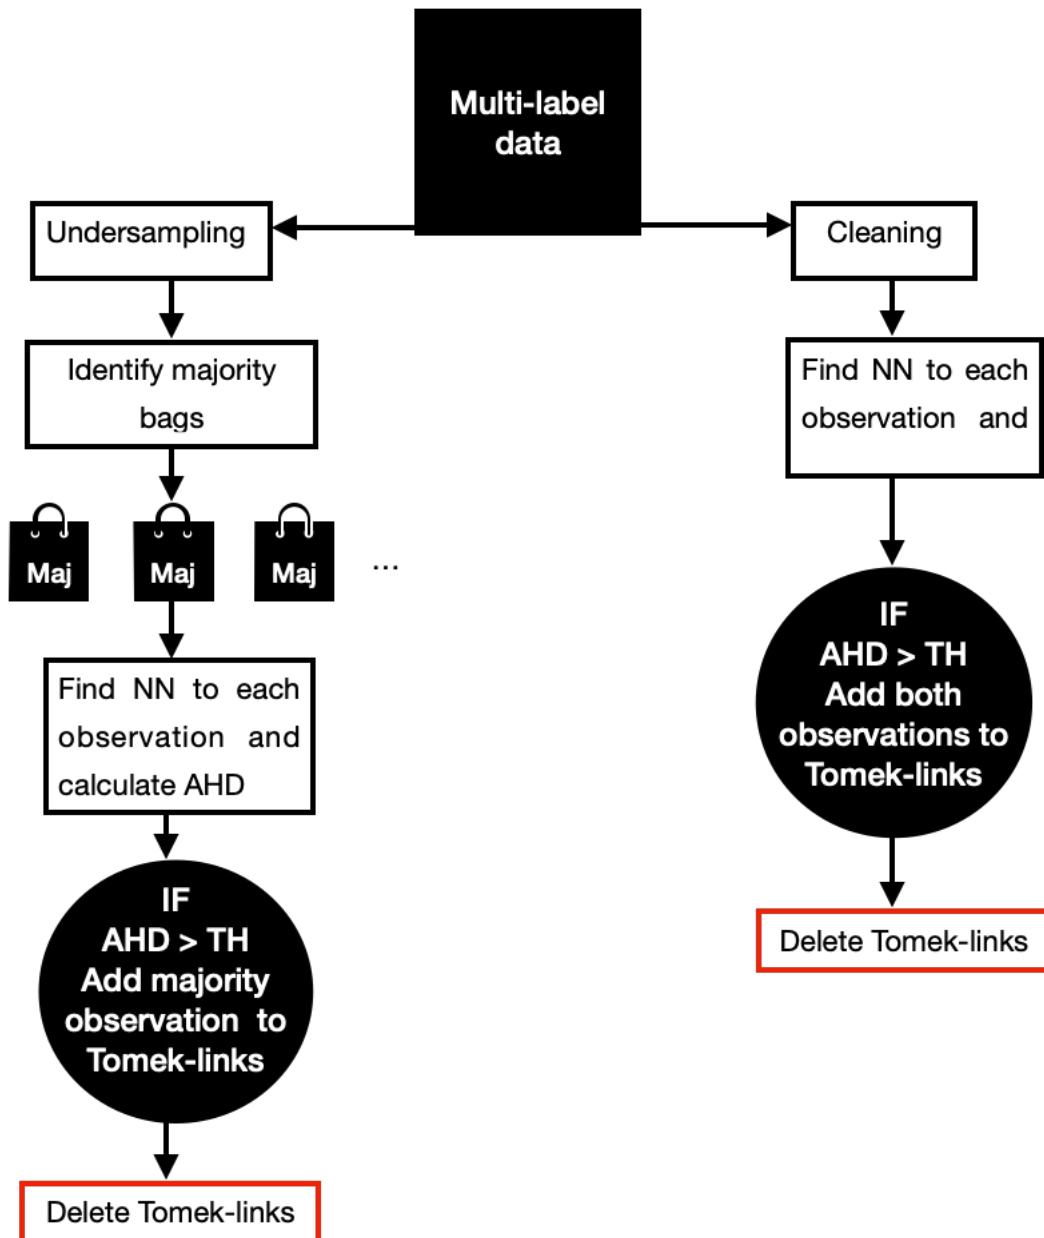 Multi-label
data
Undersampling
Cleaning
Identify majority
bags
Find NN to each
observation and
Maj
Maj
Maj
...
Find NN to each
observation and
calculate AHD
IF
AHD > TH
Add both
observations to
Tomek-links
IF
AHD > TH
Add majority
observation to
Tomek-links
Delete Tomek-links
Delete Tomek-links